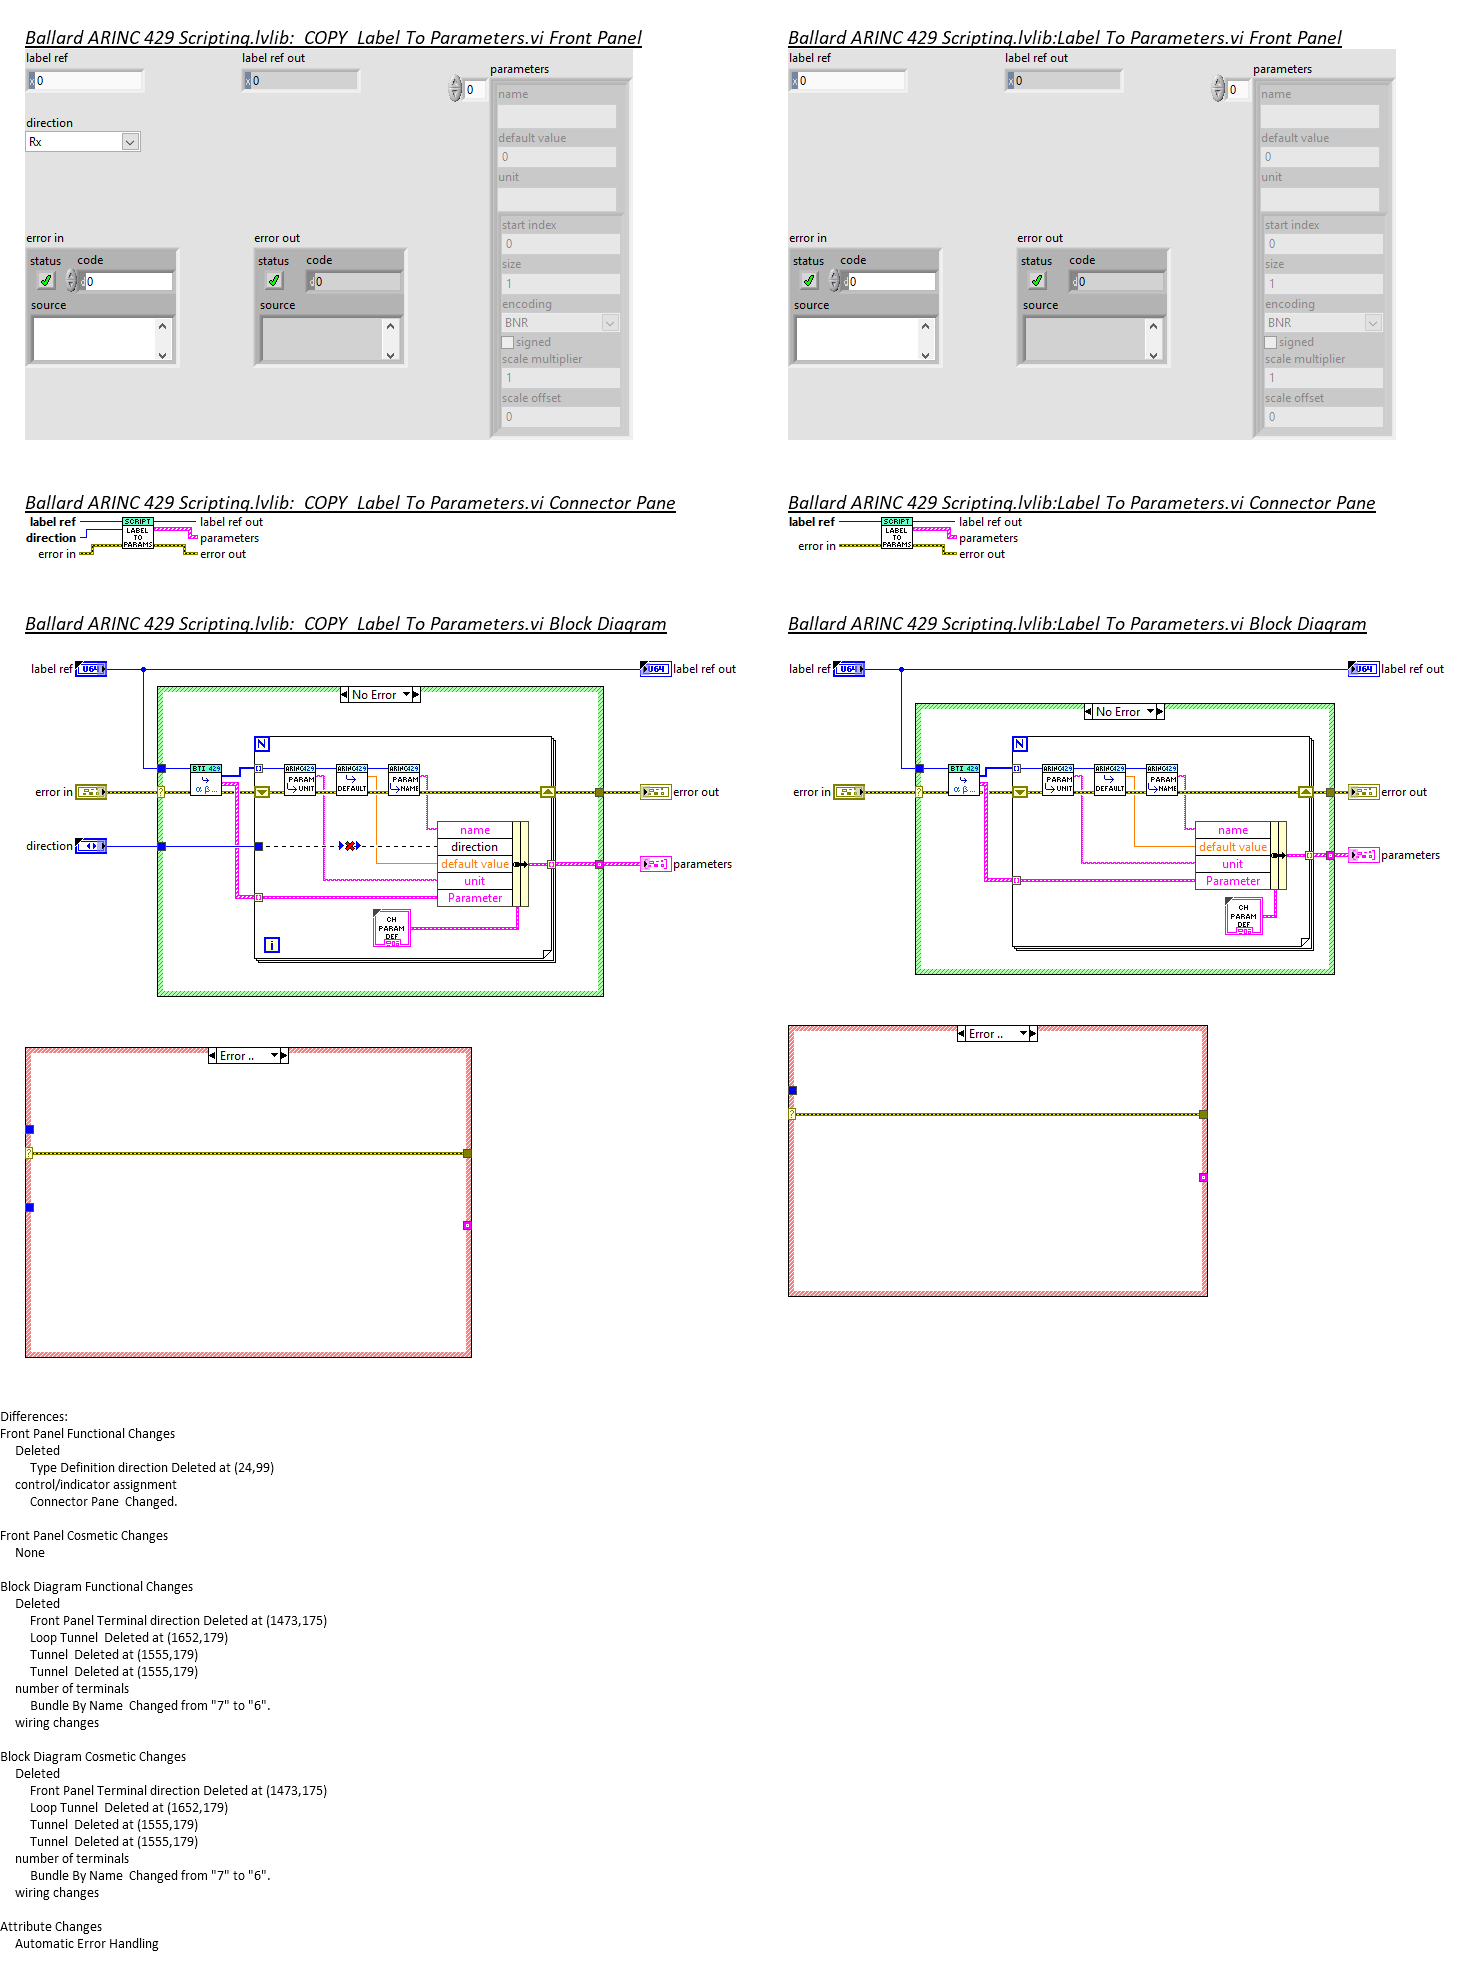 Ballard ARINC 429 Scripting.lvlib:_COPY_Label To Parameters.vi Front Panel
label ref
0
label ref out
0
parameters
0
name
direction
Rx
default value
0
unit
start index
0
size
1
encoding
BNR
signed
scale multiplier
1
scale offset
0
error in
status
code
0
source
error out
status
code
0
source
Ballard ARINC 429 Scripting.lvlib:Label To Parameters.vi Front Panel
label ref
0
label ref out
0
parameters
0
name
default value
0
unit
start index
0
size
1
encoding
BNR
signed
scale multiplier
1
scale offset
0
error in
status
code
0
source
error out
status
code
0
source
Ballard ARINC 429 Scripting.lvlib:_COPY_Label To Parameters.vi Connector Pane
label ref
direction
error in
SCRIPT
LABEL
TO
PARAMS
label ref out
parameters
error out
Ballard ARINC 429 Scripting.lvlib:Label To Parameters.vi Connector Pane
label ref
error in
SCRIPT
LABEL
TO
PARAMS
label ref out
parameters
error out
Ballard ARINC 429 Scripting.lvlib:_COPY_Label To Parameters.vi Block Diagram
label ref
U64
U64
label ref out
No Error
N
BTI 429
α β ...
ARINC429
PARAM
UNIT
ARINC429
DEFAULT
ARINC429
PARAM
NAME
error in
error out
direction
name
direction
default value
unit
Parameter
parameters
CH
PARAM
DEF
i
Error ..
Ballard ARINC 429 Scripting.lvlib:Label To Parameters.vi Block Diagram
label ref
U64
U64
label ref out
No Error
N
BTI 429
α β ...
ARINC429
PARAM
UNIT
ARINC429
DEFAULT
ARINC429
PARAM
NAME
error in
error out
name
default value
unit
Parameter
parameters
CH
PARAM
DEF
Error ..
Differences:
Front Panel Functional Changes
Deleted
Type Definition direction Deleted at (24,99)
control/indicator assignment
Connector Pane  Changed.
Front Panel Cosmetic Changes
None
Block Diagram Functional Changes
Deleted
Front Panel Terminal direction Deleted at (1473,175)
Loop Tunnel  Deleted at (1652,179)
Tunnel  Deleted at (1555,179)
Tunnel  Deleted at (1555,179)
number of terminals
Bundle By Name  Changed from "7" to "6".
wiring changes
Block Diagram Cosmetic Changes
Deleted
Front Panel Terminal direction Deleted at (1473,175)
Loop Tunnel  Deleted at (1652,179)
Tunnel  Deleted at (1555,179)
Tunnel  Deleted at (1555,179)
number of terminals
Bundle By Name  Changed from "7" to "6".
wiring changes
Attribute Changes
Automatic Error Handling